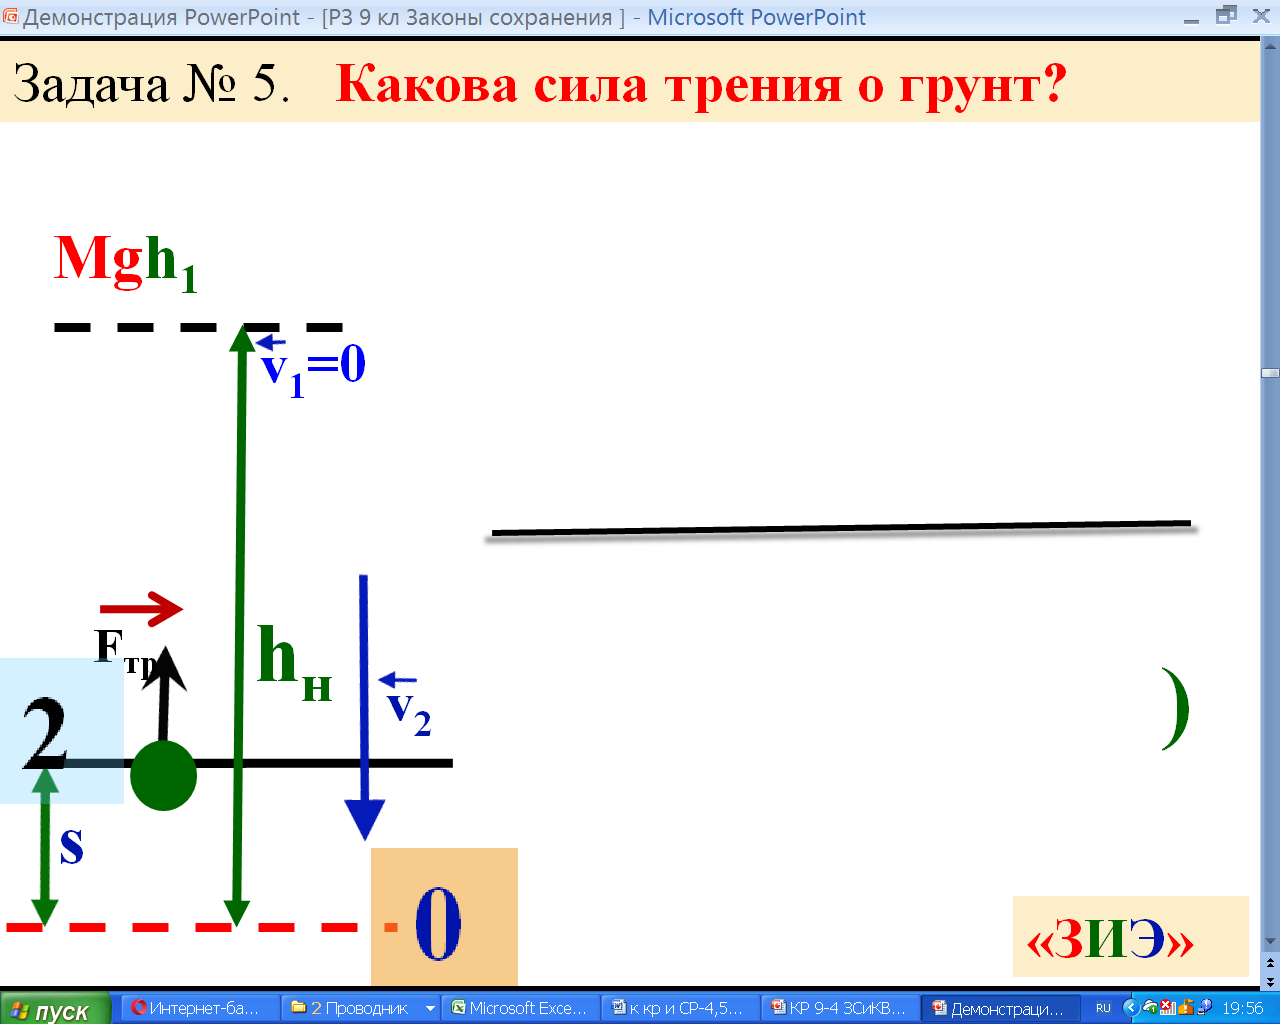 Демонстрация PowerPoint - [РЗ 9 кл Законы сохранения ] - Microsoft PowerPoint
Задача № 5. Какова сила трения о грунт?
Mgh₁
v₁=0
Fтр
hн
2
v₂
)
s
0
«ЗИЭ»
пуск
Интернет-ба...
2 Проводник
Microsoft Exce...
к кр и СР-4,5...
КР 9-4 ЗСиКВ...
Демонстраци...
RU
19:56